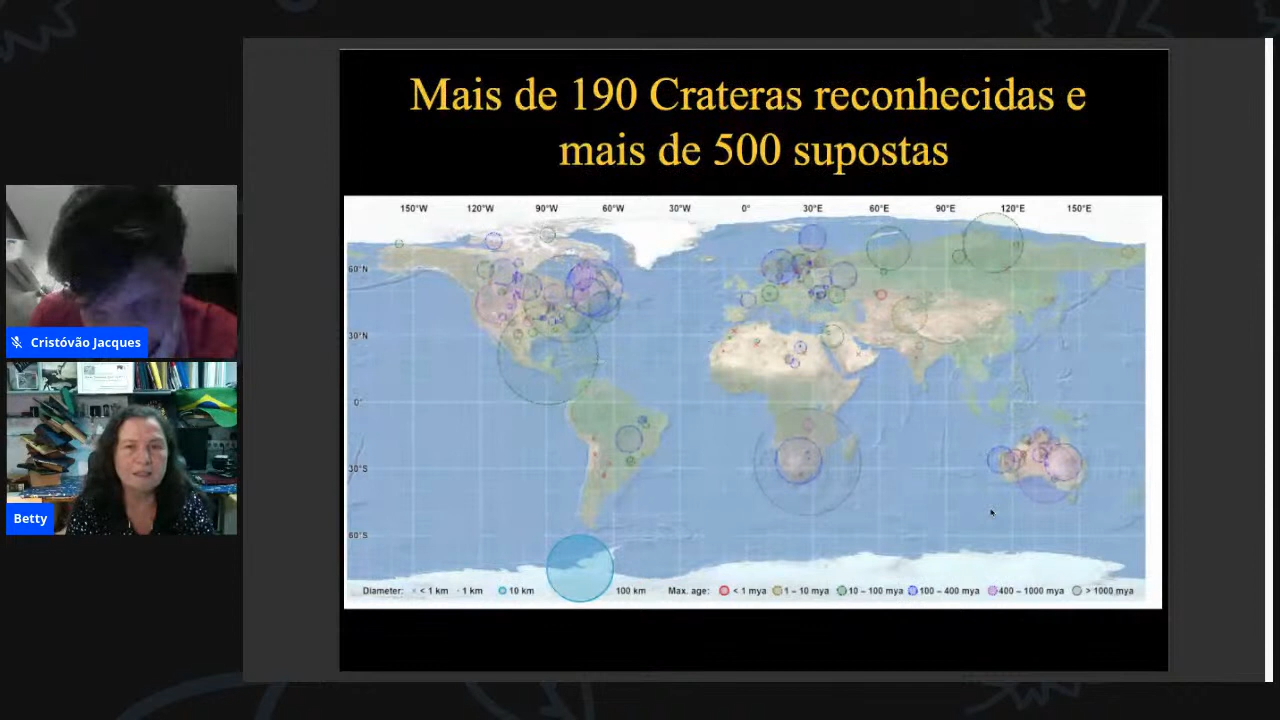 Mais de 190 Crateras reconhecidas e
mais de 500 supostas
150°W 120°W 90°W 60°W 30°W 0° 30°E 60°E 90°E 120°E 150°E
60°N
30°N
0°
30°S
60°S
Diameter: < 1 km 1 km 10 km 100 km Max. age: < 1 mya 1 – 10 mya 10 – 100 mya 100 – 400 mya 400 – 1000 mya > 1000 mya
Cristóvão Jacques
Betty